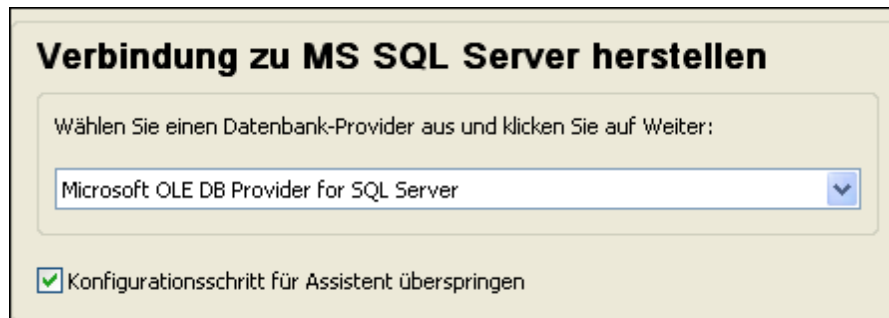 Verbindung zu MS SQL Server herstellen
Wählen Sie einen Datenbank-Provider aus und klicken Sie auf Weiter:
Microsoft OLE DB Provider for SQL Server
Konfigurationsschritt für Assistent überspringen